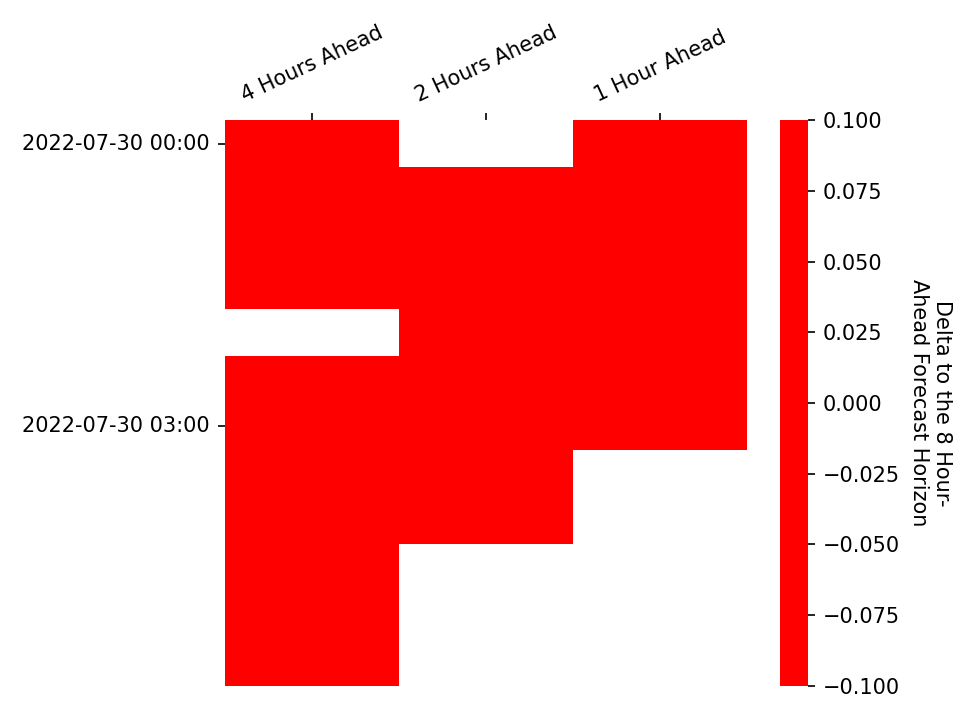 4 Hours Ahead
2 Hours Ahead
1 Hour Ahead
2022-07-30 00:00
2022-07-30 03:00
0.100
0.075
0.050
0.025
0.000
−0.025
−0.050
−0.075
−0.100
Delta to the 8 Hour-
Ahead Forecast Horizon